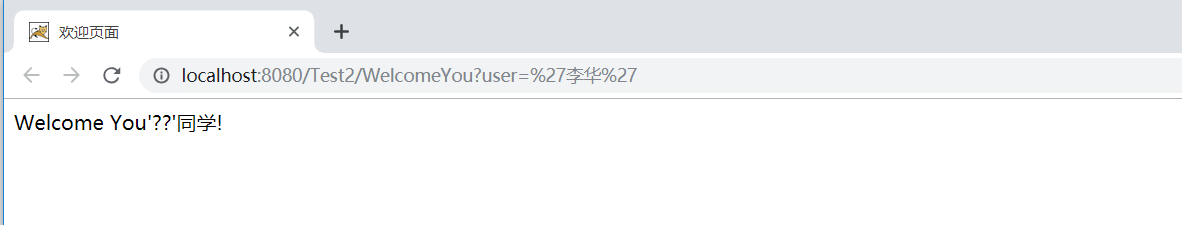 欢迎页面
localhost:8080/Test2/WelcomeYou?user=%27李华%27
Welcome You'??'同学!